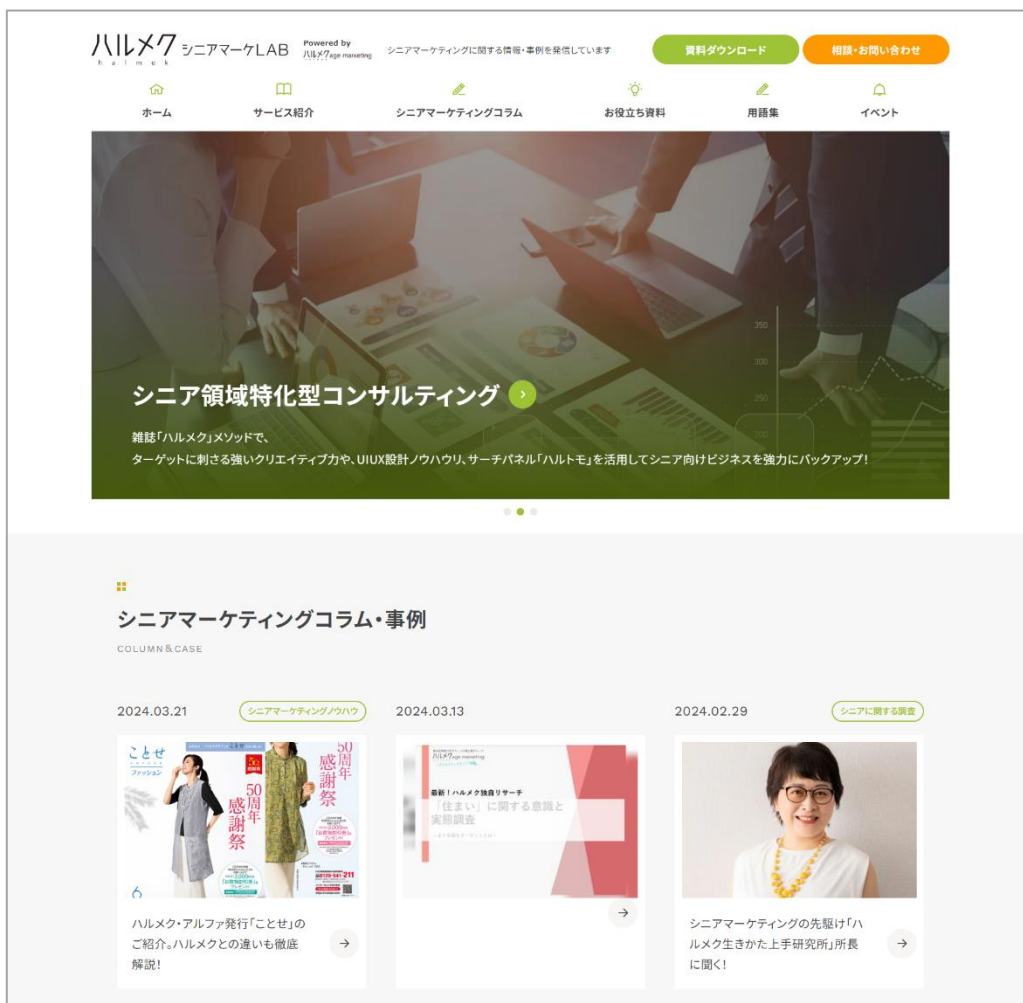 ハルメク シニアマーケLAB
halmek
Powered by
ハルメクage marketing
シニアマーケティングに関する情報・事例を発信しています
資料ダウンロード
相談・お問い合わせ
ホーム
サービス紹介
シニアマーケティングコラム
お役立ち資料
用語集
イベント
350
300
250
200
シニア領域特化型コンサルティング
雑誌「ハルメク」メソッドで、
ターゲットに刺さる強いクリエイティブ力や、UIUX設計ノウハウリ、サーチパネル「ハルトモ」を活用してシニア向けビジネスを強力にバックアップ!
シニアマーケティングコラム・事例
COLUMN&CASE
2024.03.21
シニアマーケティングノウハウ
ことせ
ファッション
50周年
感謝祭
50周年
感謝祭
6
ハルメク・アルファ発行「ことせ」の
ご紹介。ハルメクとの違いも徹底
解説!
2024.03.13
ハルメクage marketing
最新!ハルメク独自リサーチ
「住まい」に関する意識と
実態調査
2024.02.29
シニアに関する調査
シニアマーケティングの先駆け「ハ
ルメク生きかた上手研究所」所長
に聞く!